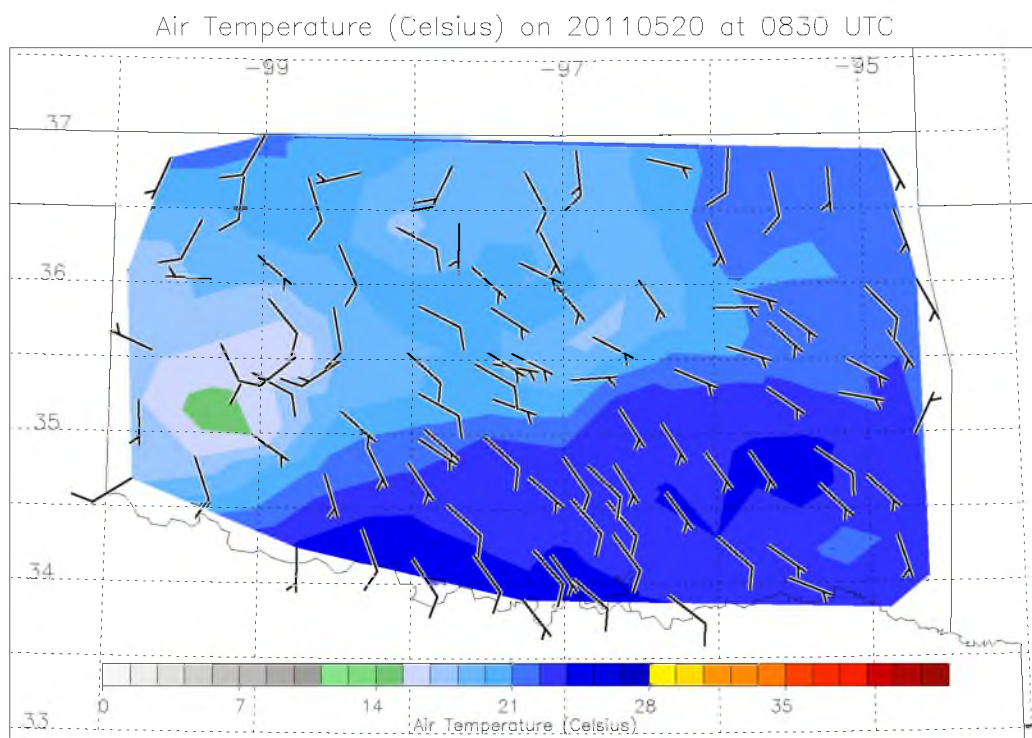 Air Temperature (Celsius) on 20110520 at 0830 UTC
-99 -97 -95
37
36
35
34
0 7 14 21 28 35
Air Temperature (Celsius)
33